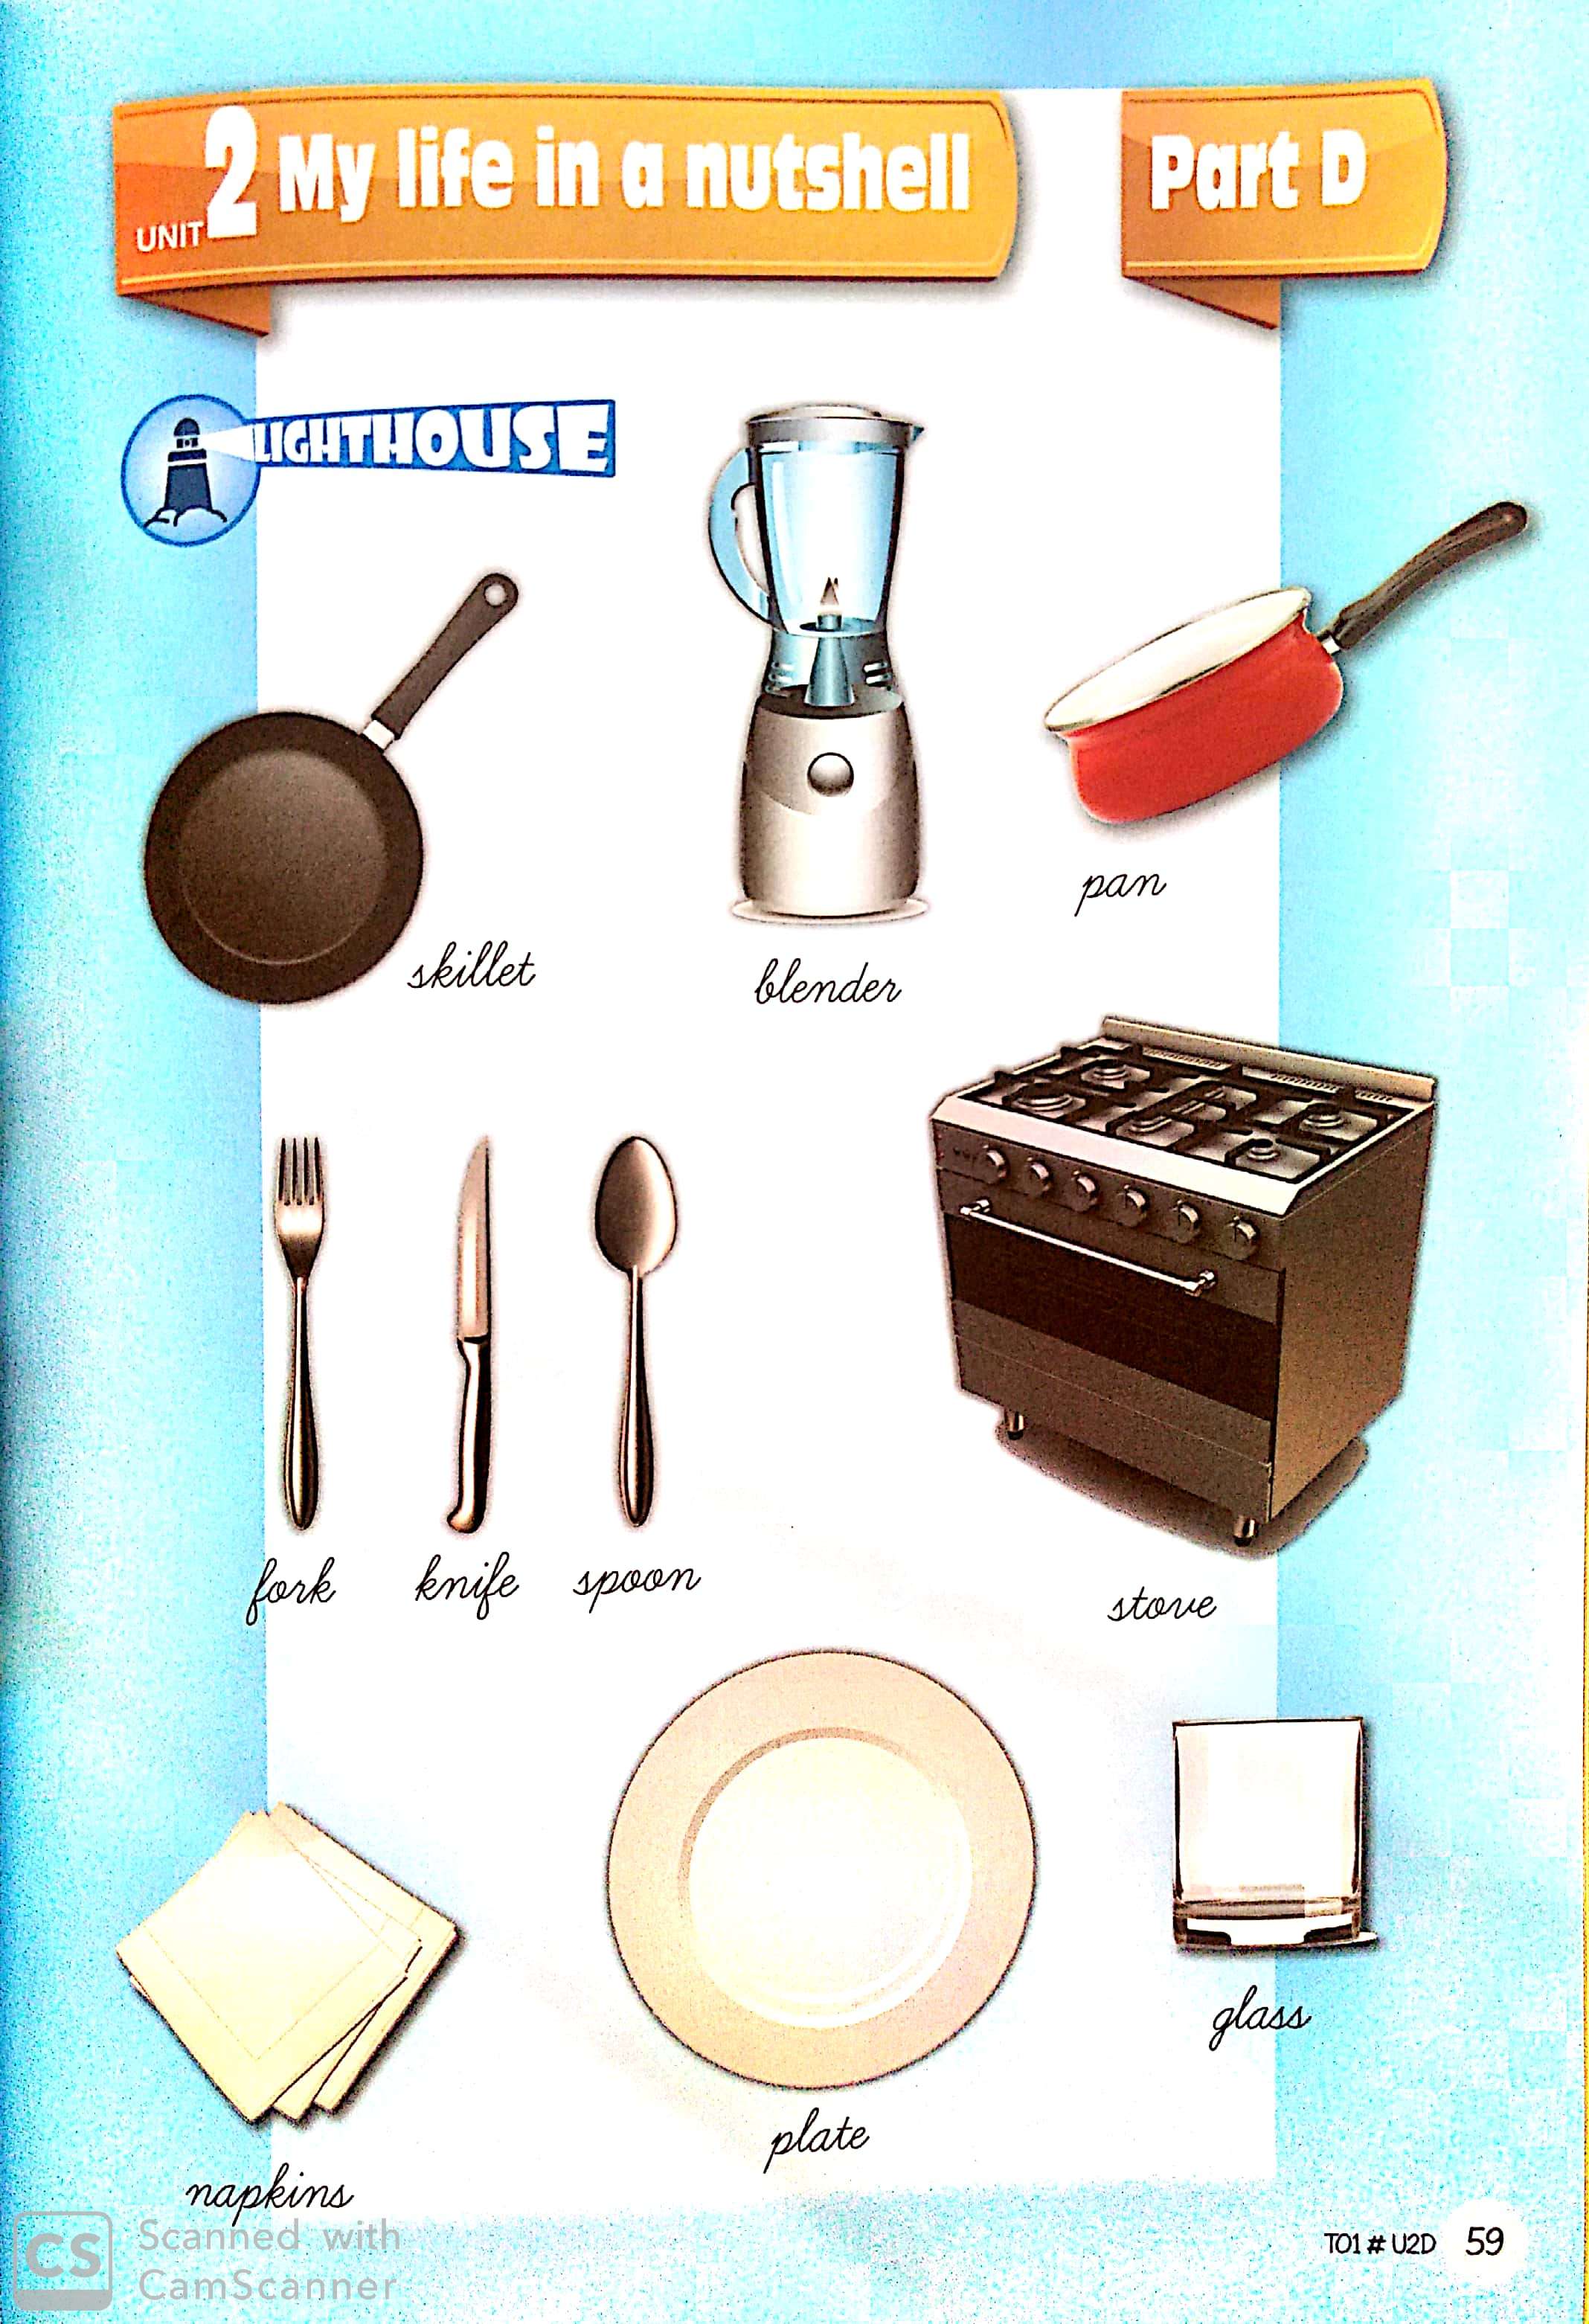 UNIT 2 My life in a nutshell
Part D
LIGHTHOUSE
skillet
blender
pan
fork
knife
spoon
stove
napkins
plate
glass
T01 # U2D 59
CS Scanned with
CamScanner